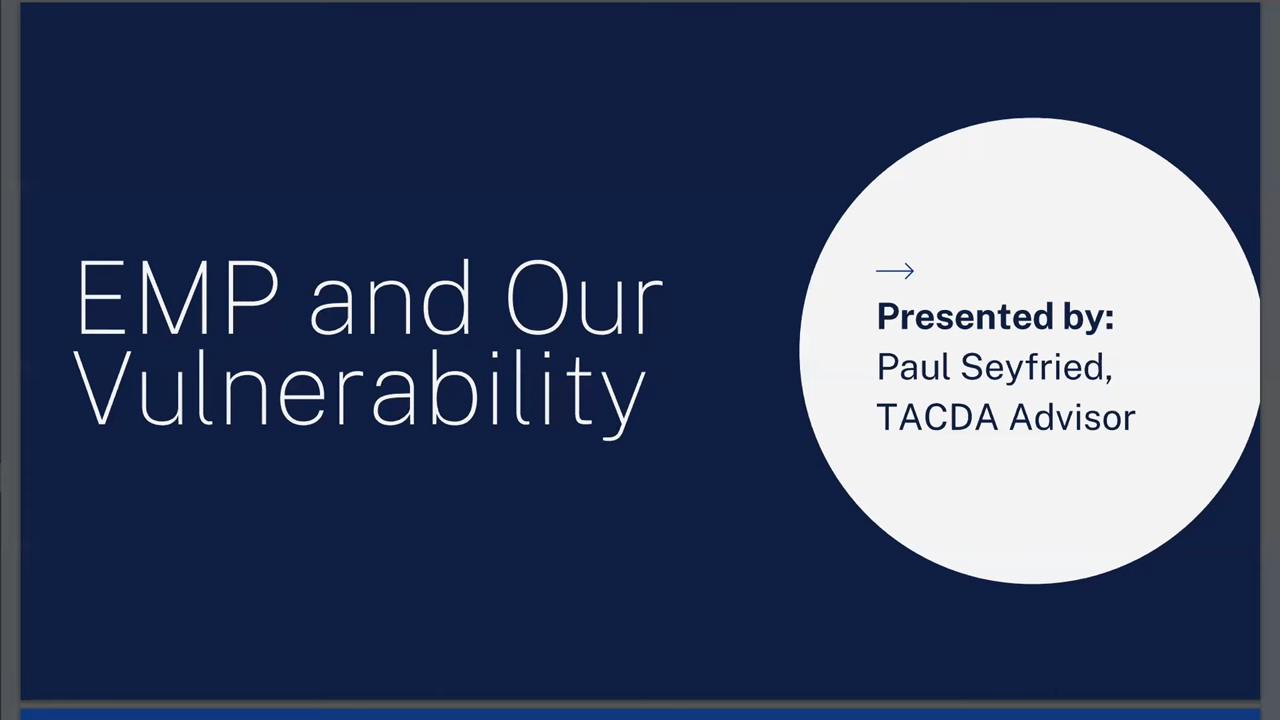 EMP and Our
Vulnerability
Presented by:
Paul Seyfried,
TACDA Advisor